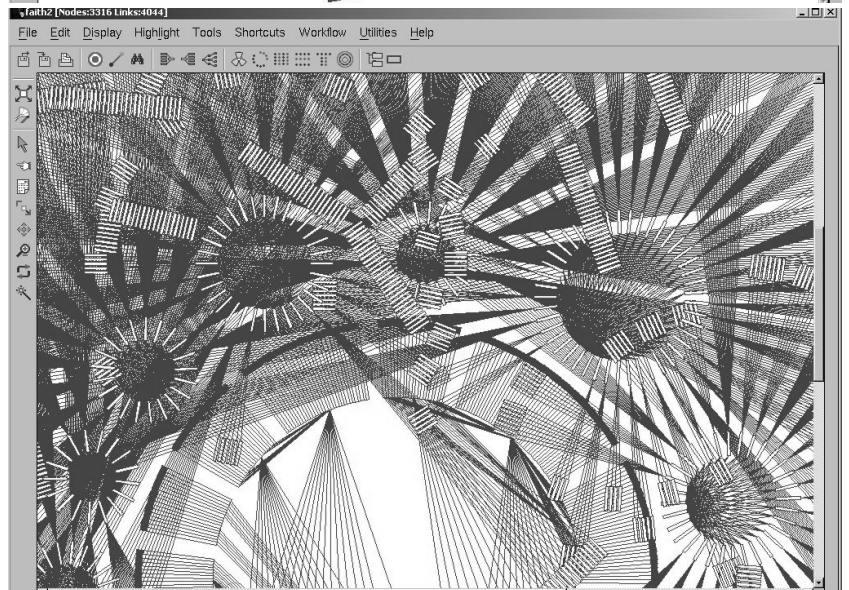 faith2 [Nodes:3316 Links:4044]
File Edit Display Highlight Tools Shortcuts Workflow Utilities Help